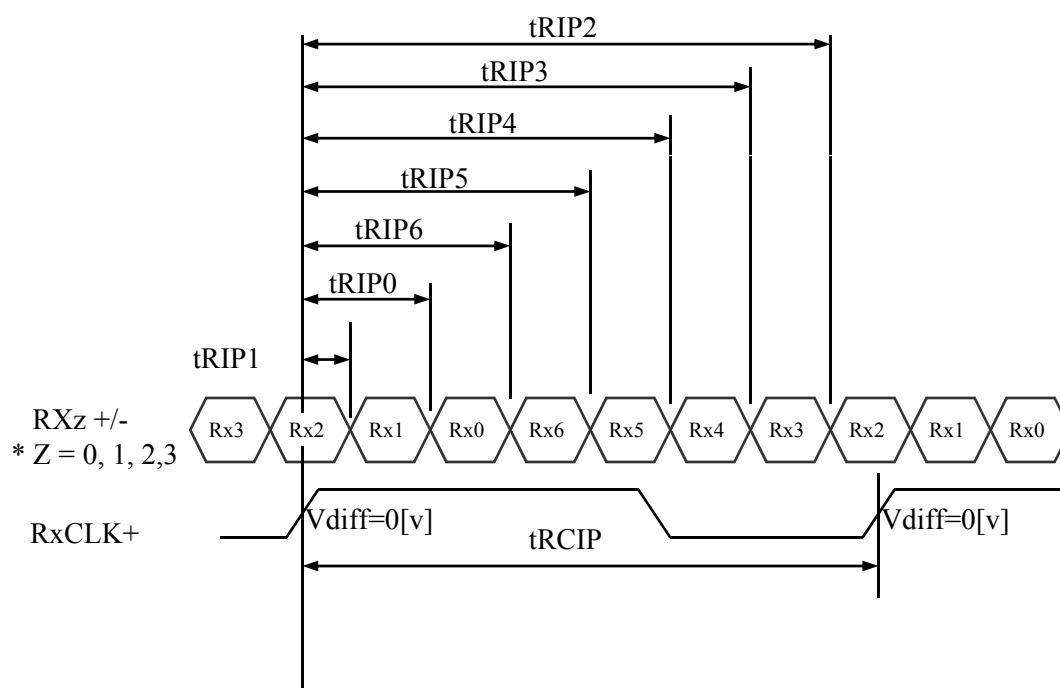 tRIP2
tRIP3
tRIP4
tRIP5
tRIP6
tRIP0
tRIP1
RXz +/-
* Z = 0, 1, 2,3
Rx3 Rx2 Rx1 Rx0 Rx6 Rx5 Rx4 Rx3 Rx2 Rx1 Rx0
RxCLK+
Vdiff=0[v] Vdiff=0[v]
tRCIP